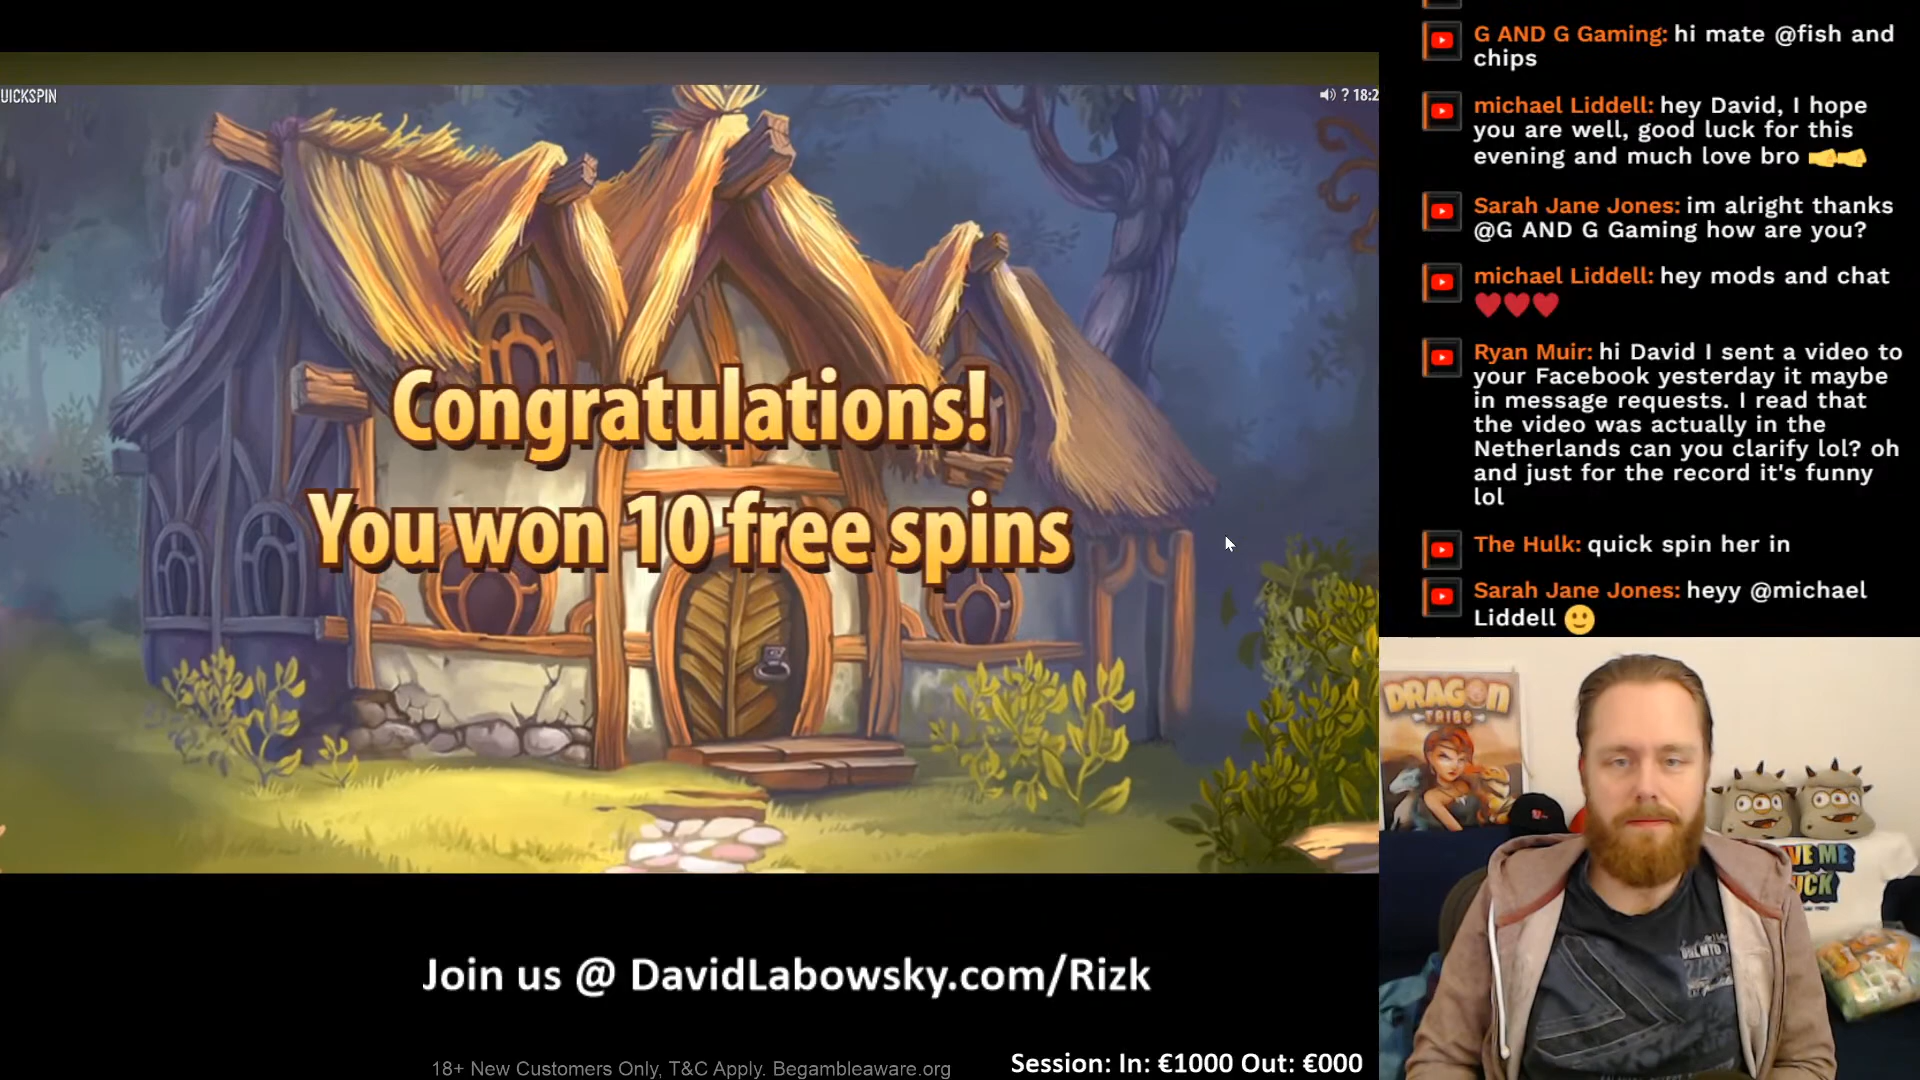 UICKSPIN
? 18:2
Congratulations!
You won 10 free spins
Join us @ DavidLabowsky.com/Rizk
18+ New Customers Only, T&C Apply. Begambleaware.org
Session: In: €1000 Out: €000
G AND G Gaming: hi mate @fish and
chips
michael Liddell: hey David, I hope
you are well, good luck for this
evening and much love bro 🤜🤛
Sarah Jane Jones: im alright thanks
@G AND G Gaming how are you?
michael Liddell: hey mods and chat
❤❤❤
Ryan Muir: hi David I sent a video to
your Facebook yesterday it maybe
in message requests. I read that
the video was actually in the
Netherlands can you clarify lol? oh
and just for the record it's funny
lol
The Hulk: quick spin her in
Sarah Jane Jones: heyy @michael
Liddell 🙂
DRAGON
TRIBE
VE ME
UCK